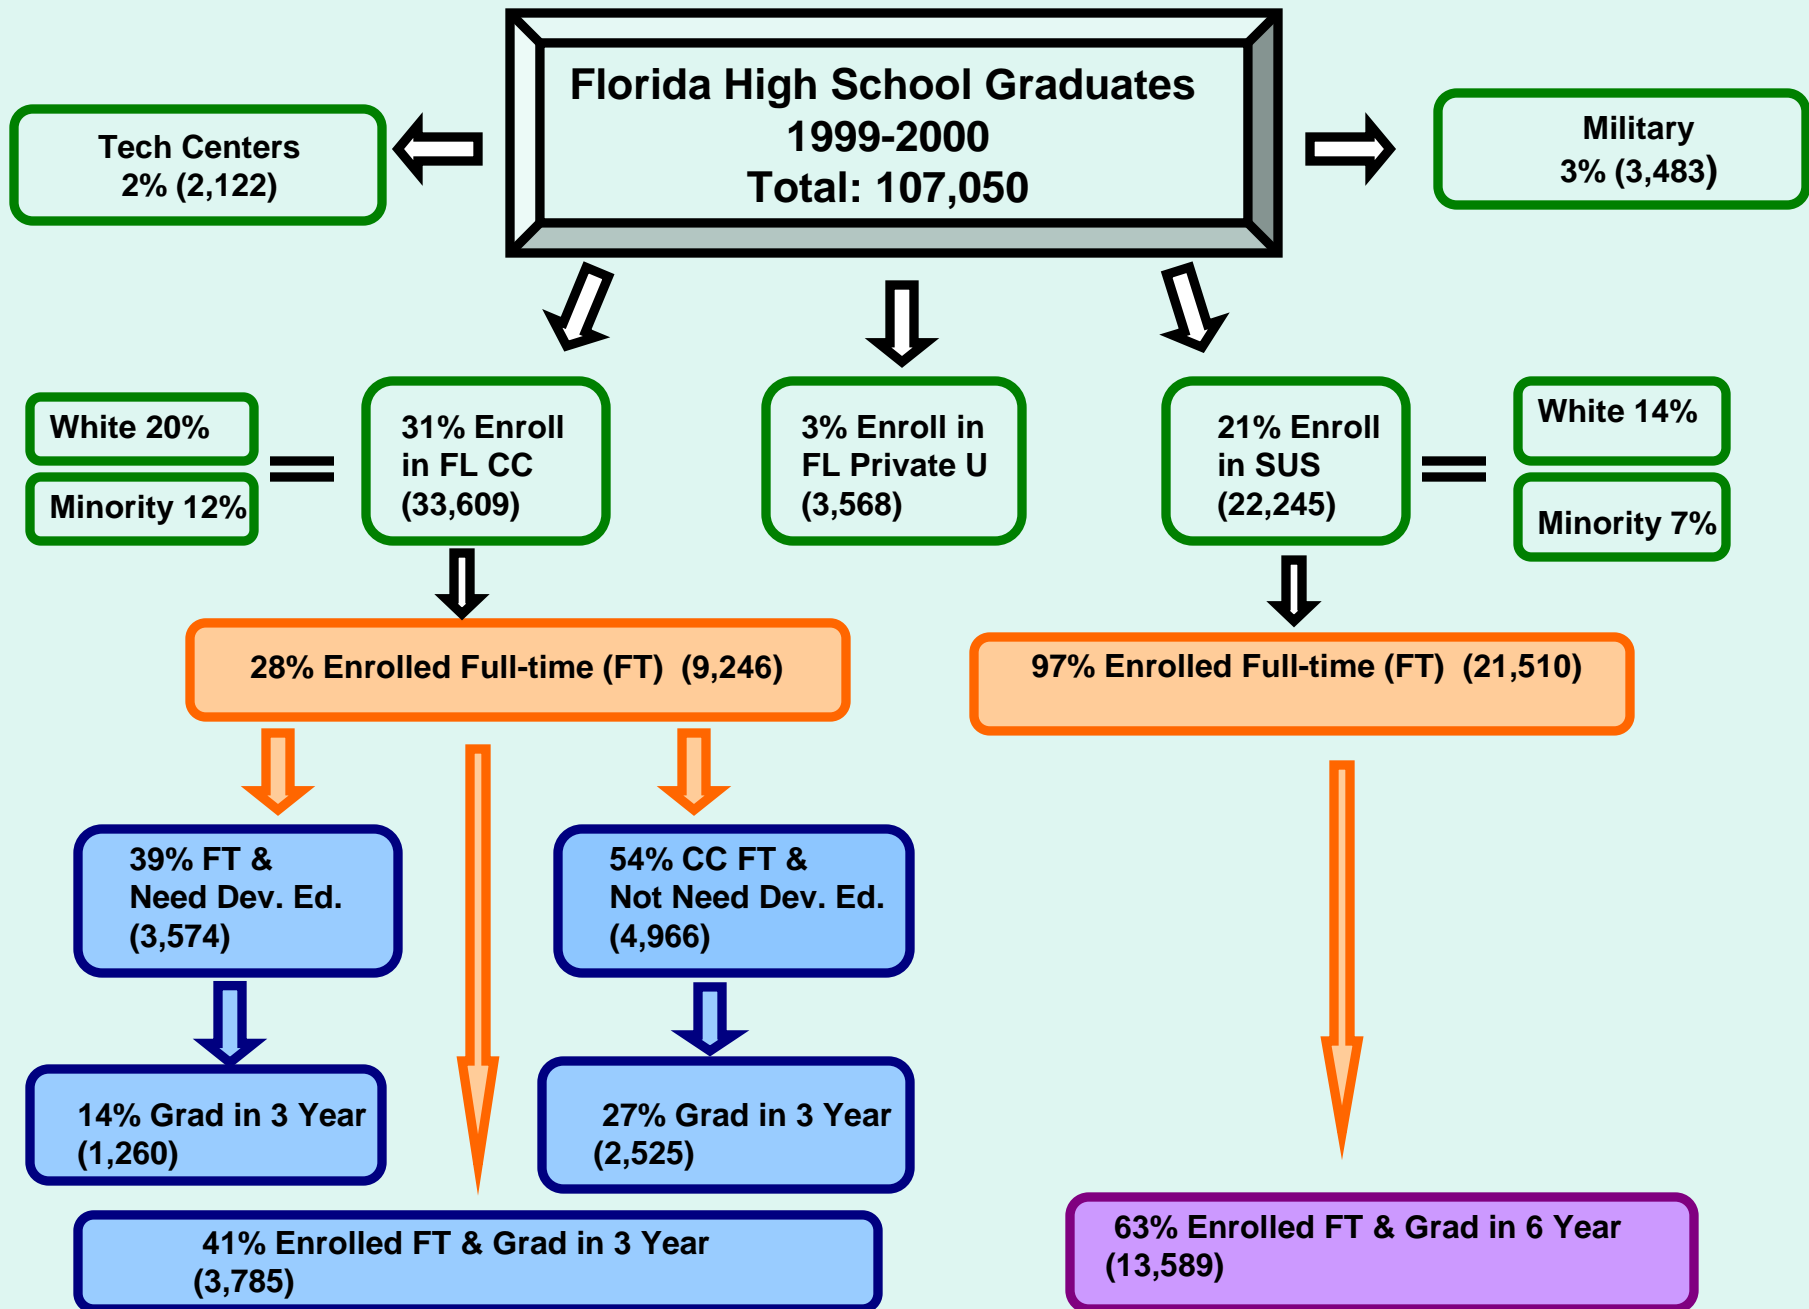 Florida High School Graduates
1999-2000
Total: 107,050
Tech Centers
2% (2,122)
Military
3% (3,483)
White 20%
Minority 12%
31% Enroll
in FL CC
(33,609)
3% Enroll in
FL Private U
(3,568)
21% Enroll
in SUS
(22,245)
White 14%
Minority 7%
28% Enrolled Full-time (FT)  (9,246)
97% Enrolled Full-time (FT)  (21,510)
39% FT &
Need Dev. Ed.
(3,574)
54% CC FT &
Not Need Dev. Ed.
(4,966)
14% Grad in 3 Year
(1,260)
27% Grad in 3 Year
(2,525)
41% Enrolled FT & Grad in 3 Year
(3,785)
63% Enrolled FT & Grad in 6 Year
(13,589)